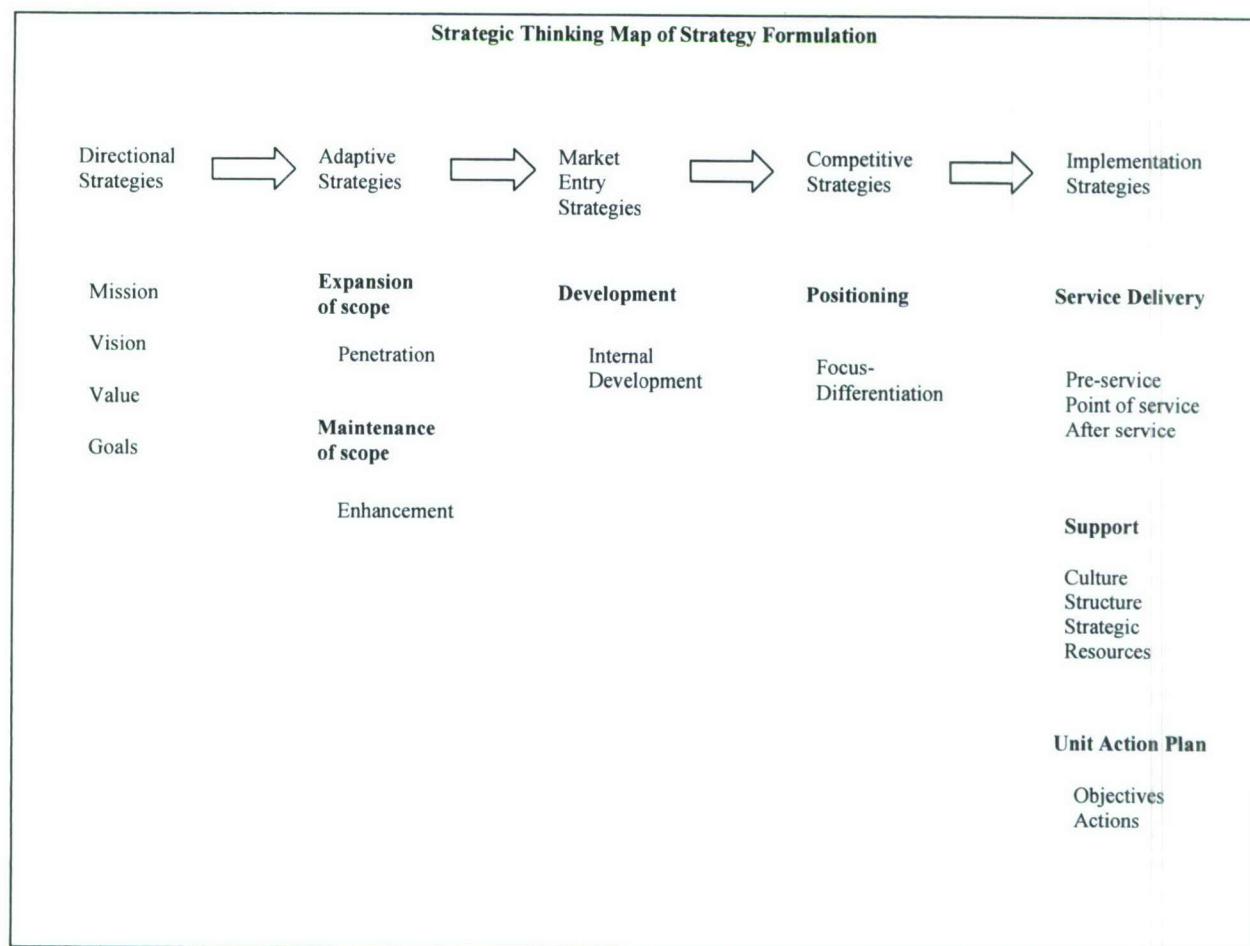 Strategic Thinking Map of Strategy Formulation
Directional
Strategies
Adaptive
Strategies
Market
Entry
Strategies
Competitive
Strategies
Implementation
Strategies
Mission
Vision
Value
Goals
Expansion
of scope
Penetration
Maintenance
of scope
Enhancement
Development
Internal
Development
Positioning
Focus-
Differentiation
Service Delivery
Pre-service
Point of service
After service
Support
Culture
Structure
Strategic
Resources
Unit Action Plan
Objectives
Actions